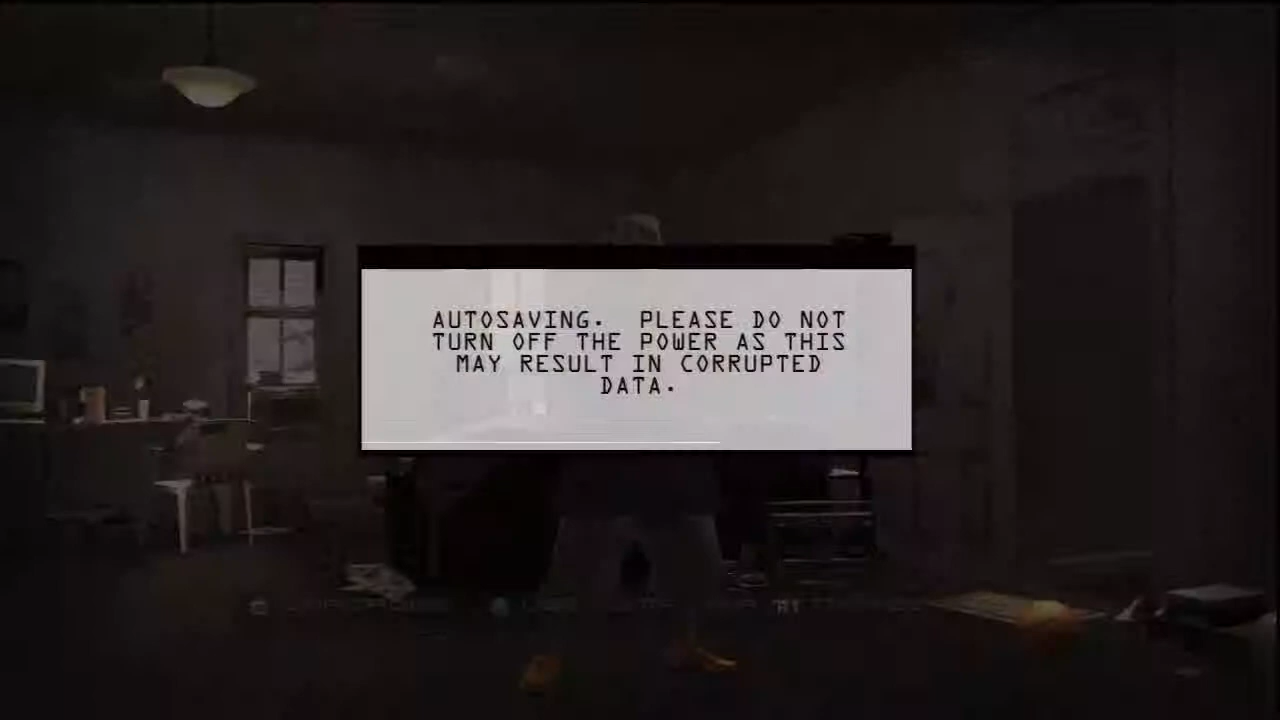 AUTOSAVING.  PLEASE DO NOT
TURN OFF THE POWER AS THIS
MAY RESULT IN CORRUPTED
DATA.